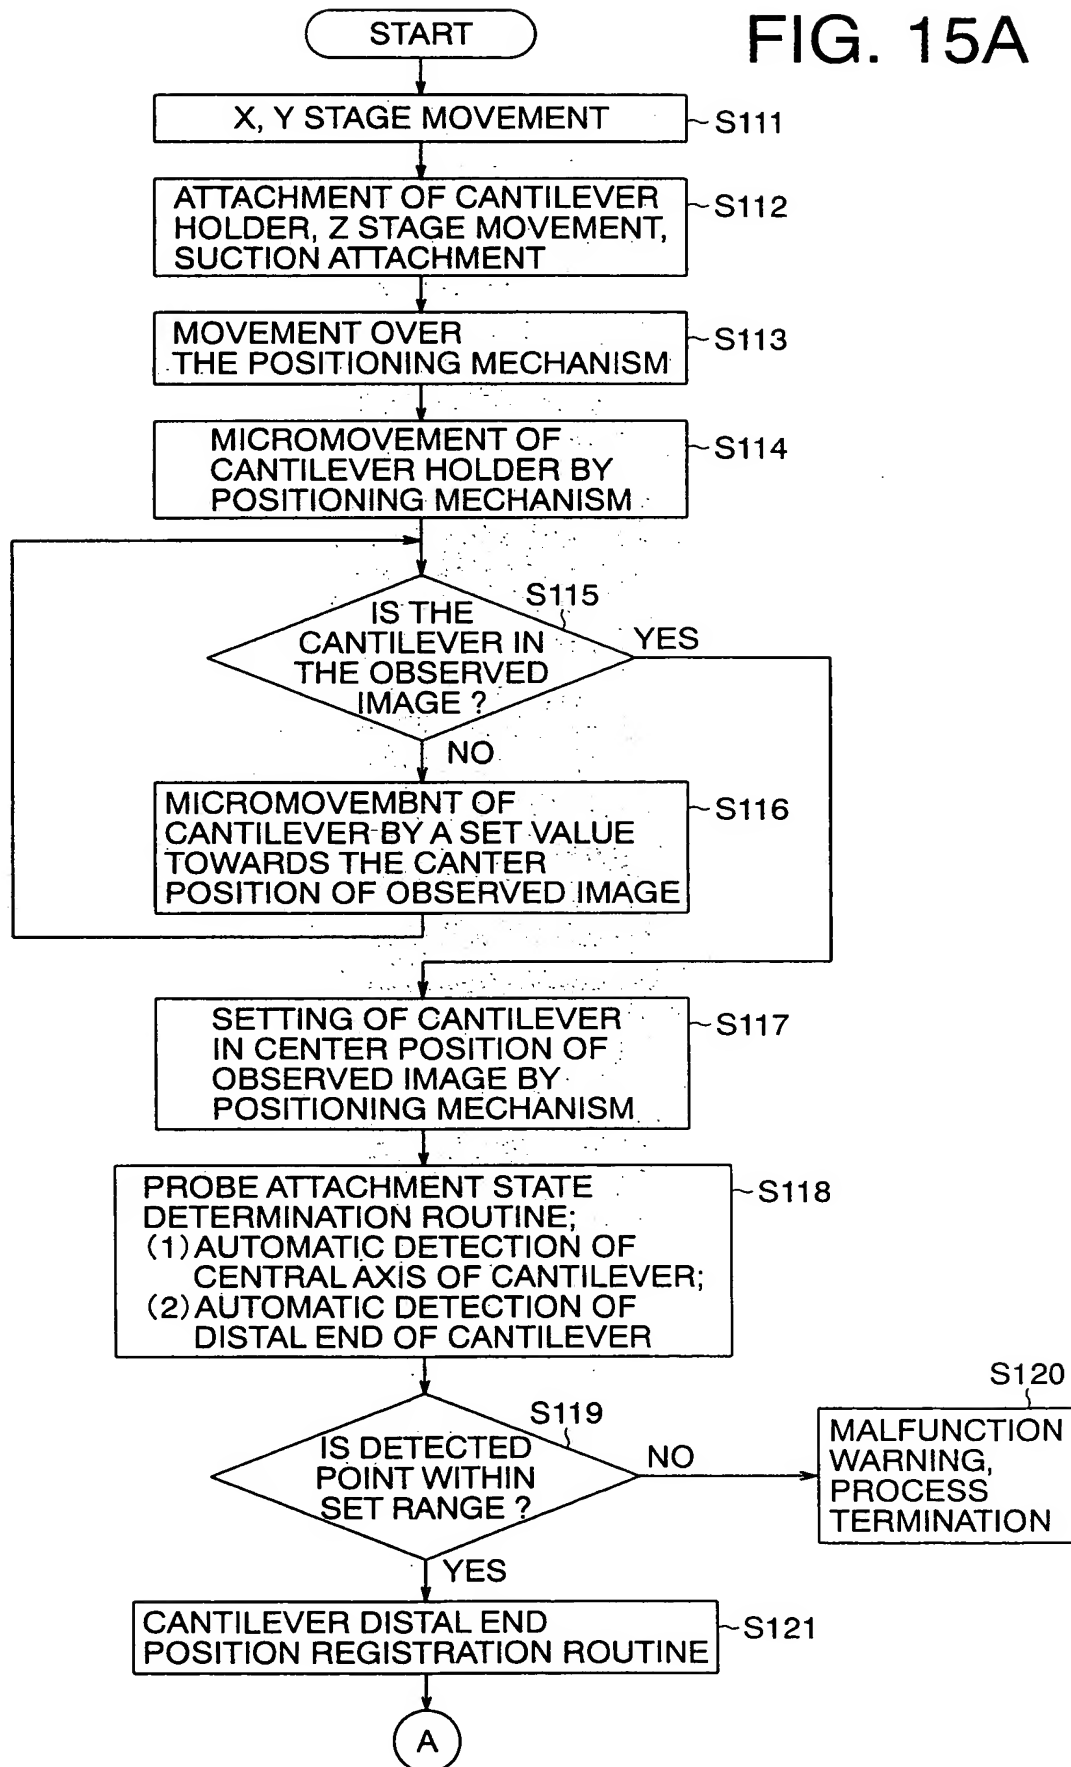 FIG. 15A
START
X, Y STAGE MOVEMENT
S111
ATTACHMENT OF CANTILEVER
HOLDER, Z STAGE MOVEMENT,
SUCTION ATTACHMENT
S112
MOVEMENT OVER
THE POSITIONING MECHANISM
S113
MICROMOVEMENT OF
CANTILEVER HOLDER BY
POSITIONING MECHANISM
S114
S115
IS THE
CANTILEVER IN
THE OBSERVED
IMAGE ?
YES
NO
MICROMOVEMBNT OF
CANTILEVER BY A SET VALUE
TOWARDS THE CANTER
POSITION OF OBSERVED IMAGE
S116
SETTING OF CANTILEVER
IN CENTER POSITION OF
OBSERVED IMAGE BY
POSITIONING MECHANISM
S117
PROBE ATTACHMENT STATE
DETERMINATION ROUTINE;
(1) AUTOMATIC DETECTION OF
CENTRAL AXIS OF CANTILEVER;
(2) AUTOMATIC DETECTION OF
DISTAL END OF CANTILEVER
S118
S119
IS DETECTED
POINT WITHIN
SET RANGE ?
NO
S120
MALFUNCTION
WARNING,
PROCESS
TERMINATION
YES
CANTILEVER DISTAL END
POSITION REGISTRATION ROUTINE
S121
A